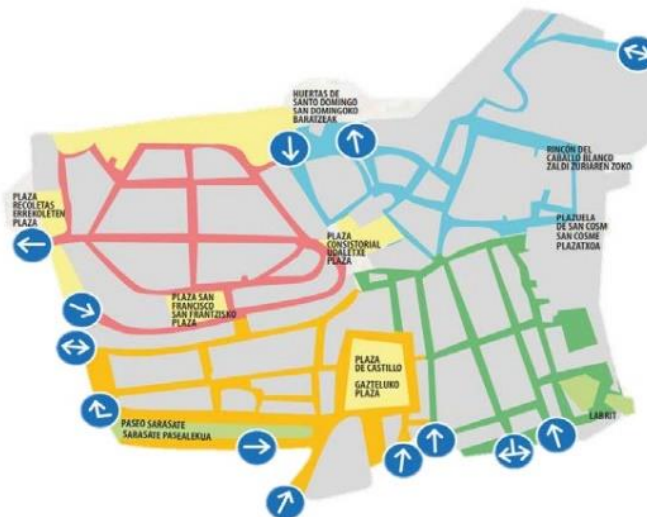 HUERTAS DE
SANTO DOMINGO
SAN DOMINGOKO
BARATZEAK
RINCÓN DEL
CABALLO BLANCO
ZALDI ZURIAREN ZOKO
PLAZA
RECOLETAS
ERREKOLETEN
PLAZA
PLAZUELA
DE SAN COSM
SAN COSME
PLAZATXOA
PLAZA
CONSISTORIAL
UDALETXE
PLAZA
PLAZA SAN
FRANCISCO
SAN FRANTZISKO
PLAZA
PLAZA
DE CASTILLO
GAZTELUKO
PLAZA
LABRIT
PASEO SARASATE
SARASATE PASEALEKUA